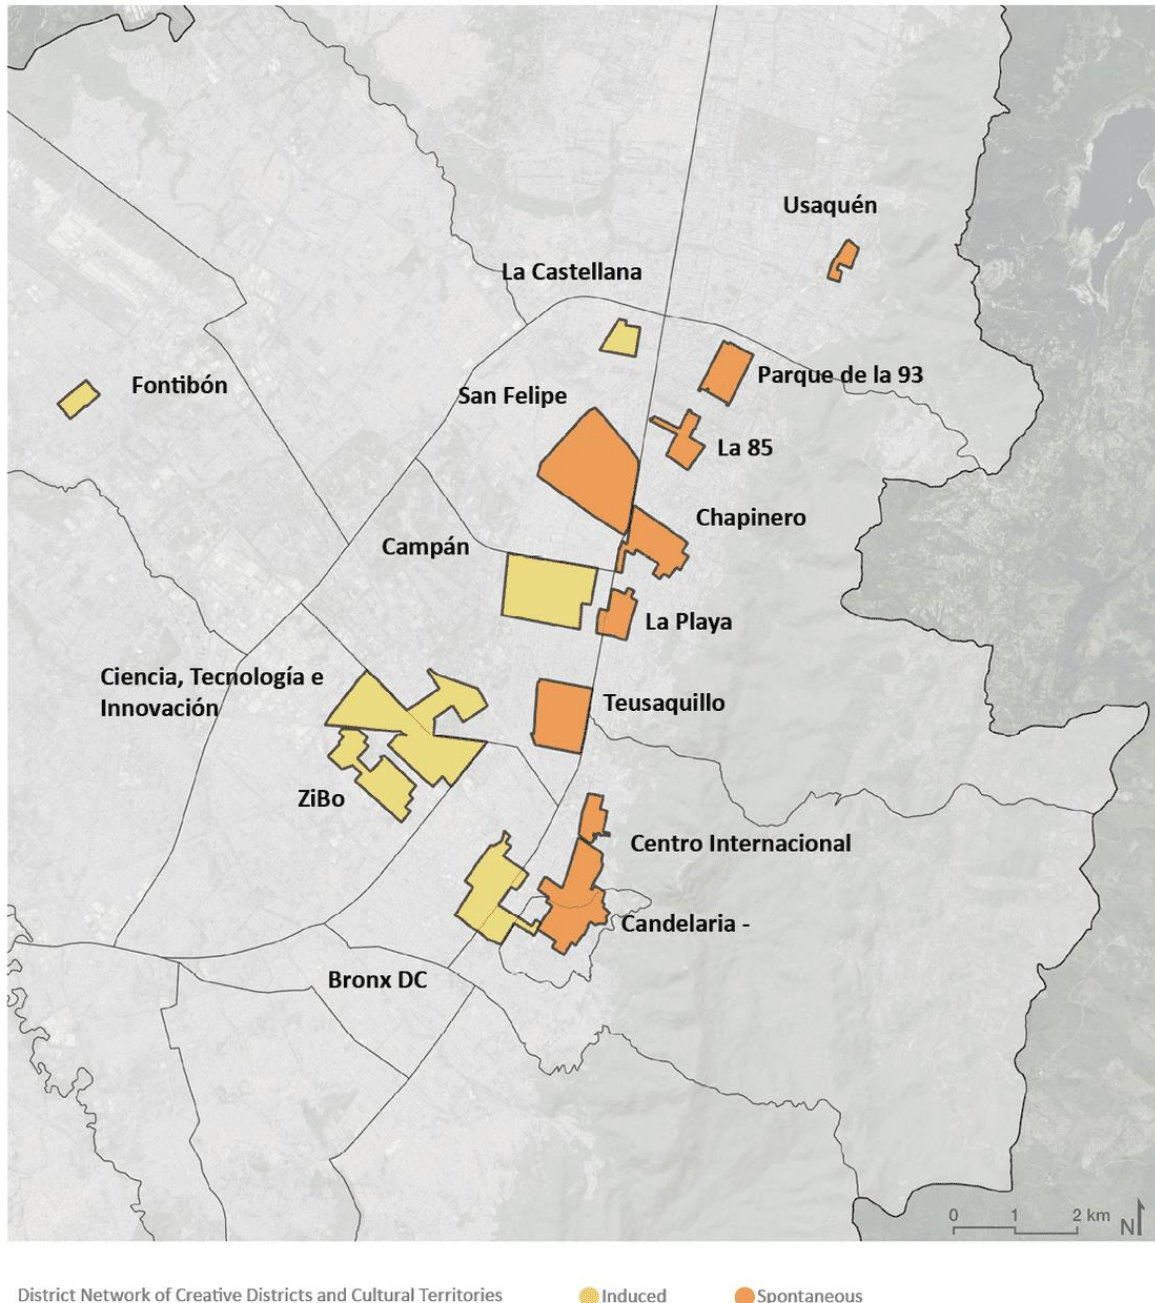 Usaquén
La Castellana
Parque de la 93
Fontibón
San Felipe
La 85
Chapinero
Campán
La Playa
Ciencia, Tecnología e
Innovación
Teusaquillo
ZiBo
Centro Internacional
Candelaria -
Bronx DC
0 1 2 km N
District Network of Creative Districts and Cultural Territories Induced Spontaneous